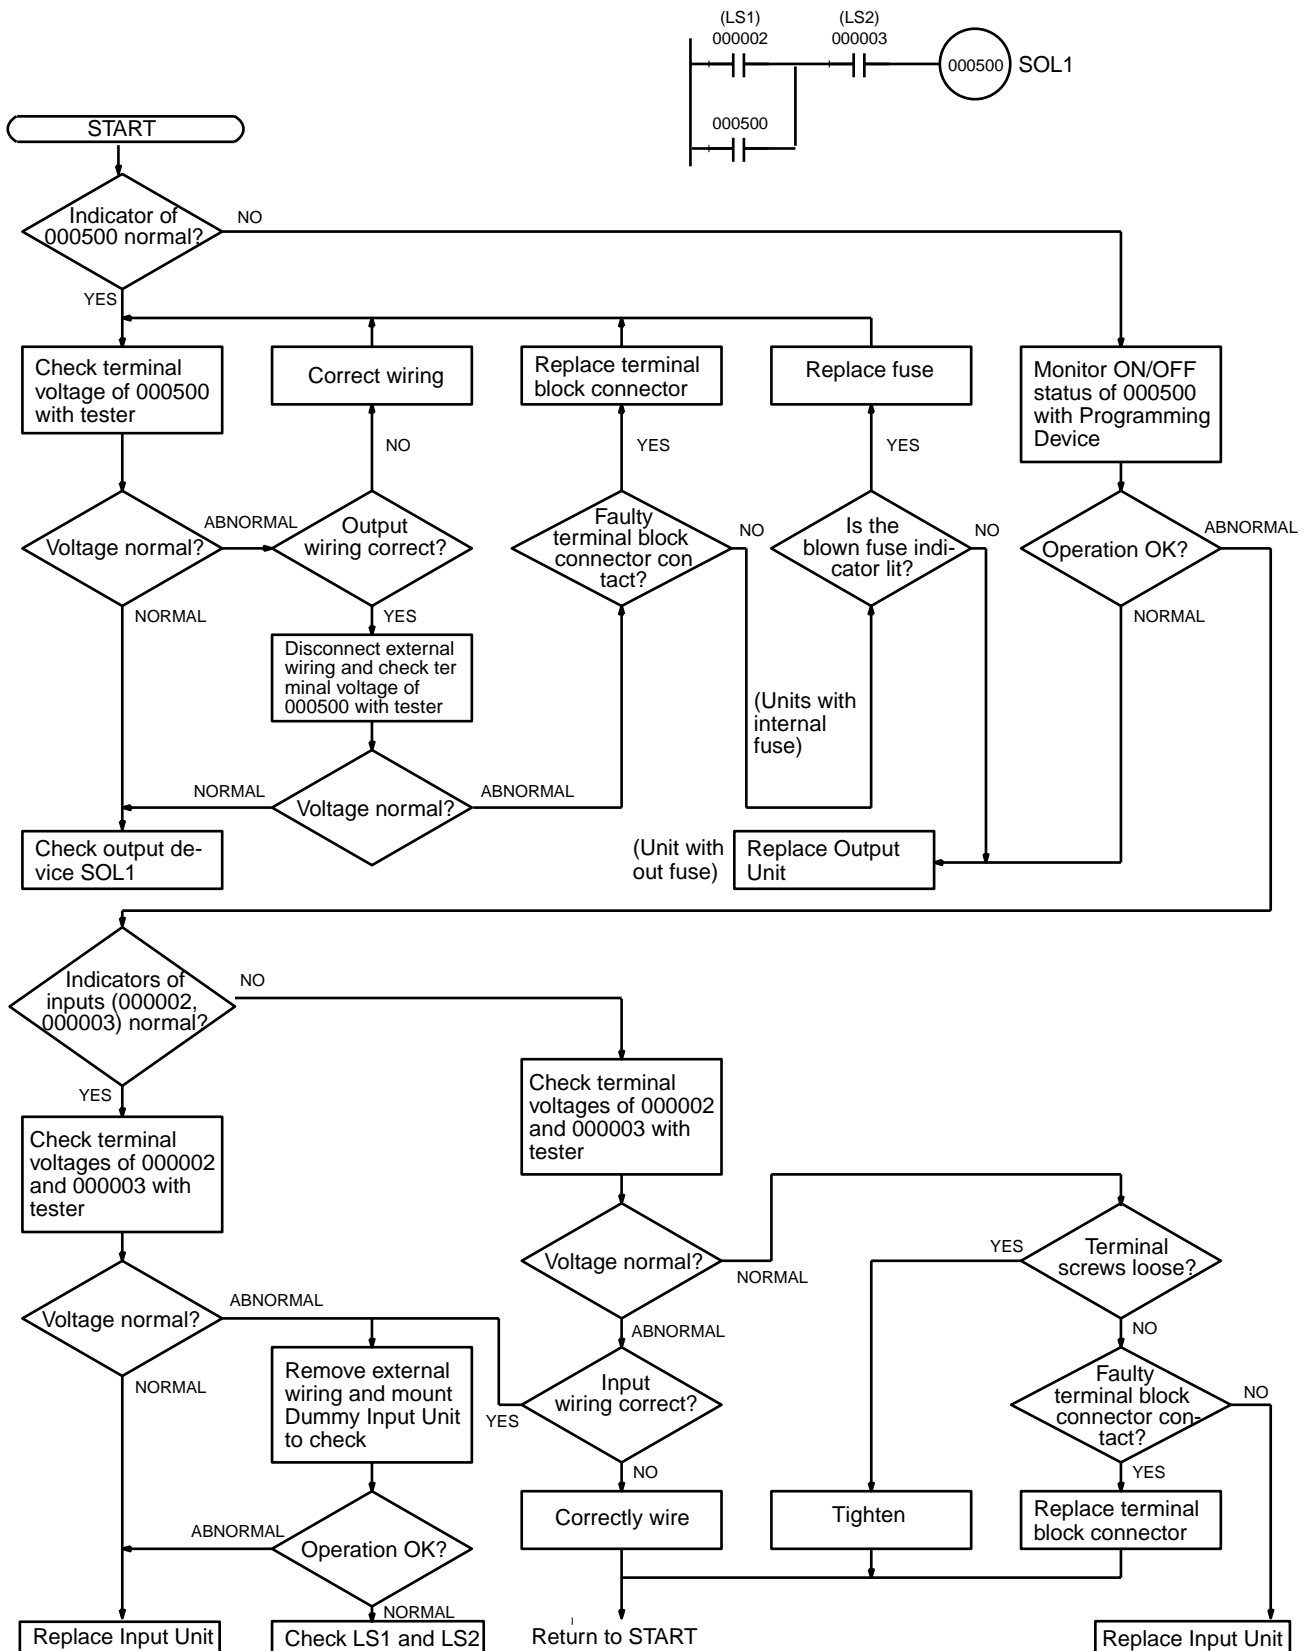 (LS1)
000002
(LS2)
000003
000500
SOL1
000500
START
Indicator of
000500 normal?
NO
YES
Check terminal
voltage of 000500
with tester
Correct wiring
Replace terminal
block connector
Replace fuse
Monitor ON/OFF
status of 000500
with Programming
Device
NO
YES
YES
Voltage normal?
ABNORMAL
Output
wiring correct?
Faulty
terminal block
connector con
tact?
NO
Is the
blown fuse indi-
cator lit?
NO
Operation OK?
ABNORMAL
NORMAL
YES
NORMAL
Disconnect external
wiring and check ter
minal voltage of
000500 with tester
(Units with
internal
fuse)
NORMAL
Voltage normal?
ABNORMAL
Check output de-
vice SOL1
(Unit with
out fuse)
Replace Output
Unit
Indicators of
inputs (000002,
000003) normal?
NO
YES
Check terminal
voltages of 000002
and 000003 with
tester
Check terminal
voltages of 000002
and 000003 with
tester
Voltage normal?
NORMAL
YES
Terminal
screws loose?
Voltage normal?
ABNORMAL
ABNORMAL
NO
NORMAL
Remove external
wiring and mount
Dummy Input Unit
to check
YES
Input
wiring correct?
Faulty
terminal block
connector con-
tact?
NO
NO
YES
Correctly wire
Tighten
Replace terminal
block connector
ABNORMAL
Operation OK?
NORMAL
Replace Input Unit
Check LS1 and LS2
Return to START
Replace Input Unit